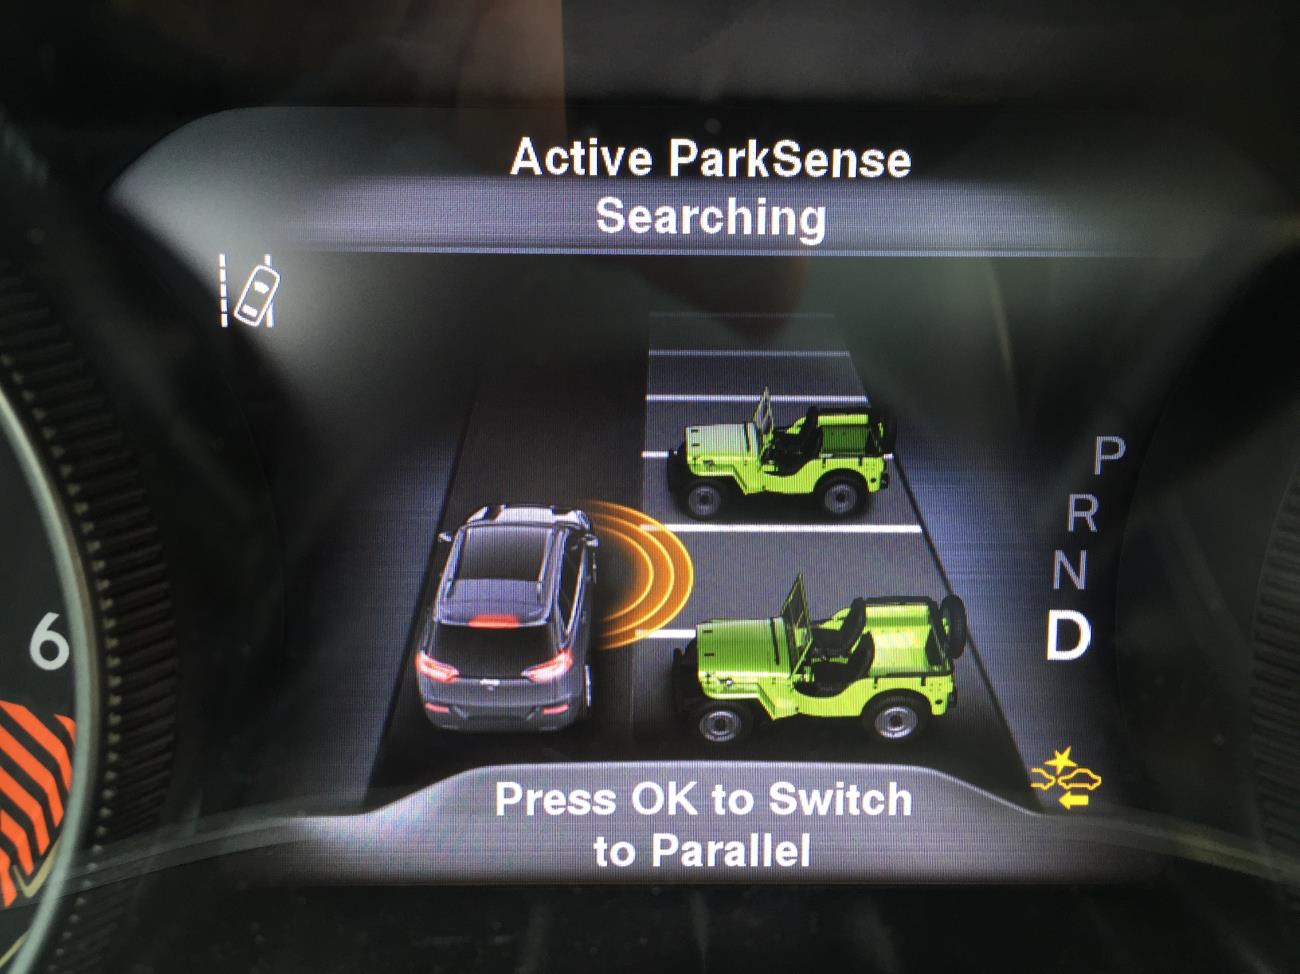 Active ParkSense
Searching
P
R
N
D
6
Press OK to Switch
to Parallel